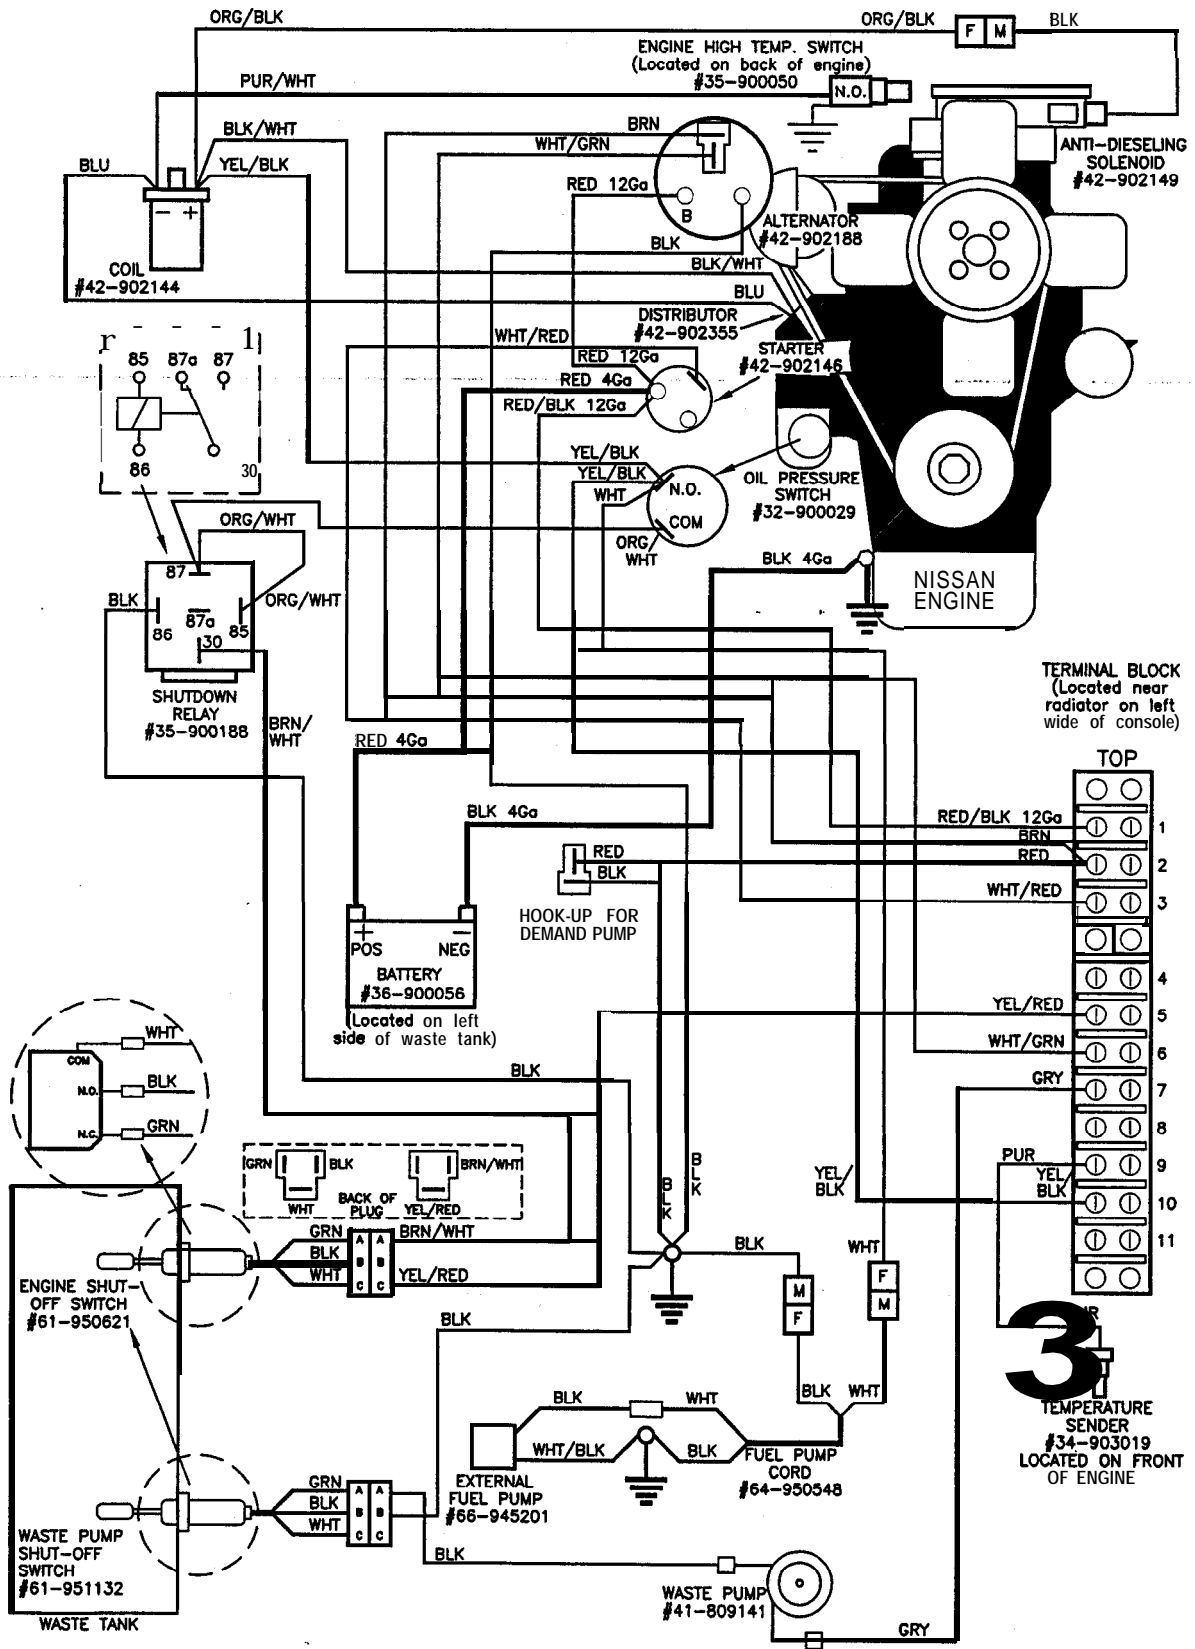 ORG/BLK
ORG/BLK
F M
BLK
ENGINE HIGH TEMP. SWITCH
(Located on back of engine)
#35-900050
N.O.
PUR/WHT
BLK/WHT
BRN
WHT/GRN
BLU
YEL/BLK
RED 12Ga
B
ANTI-DIESELING
SOLENOID
#42-902149
- +
COIL
#42-902144
ALTERNATOR
#42-902188
BLK
BLK/WHT
BLU
DISTRIBUTOR
#42-902355
r 1
85 87a 87
86
30
WHT/RED
RED 12Ga
RED 4Ga
RED/BLK 12Ga
STARTER
#42-902146
YEL/BLK
YEL/BLK
WHT
N.O.
COM
ORG/
WHT
OIL PRESSURE
SWITCH
#32-900029
BLK 4Ga
NISSAN
ENGINE
ORG/WHT
BLK
87
ORG/WHT
87a
86
85
30
SHUTDOWN
RELAY
#35-900188
BRN/
WHT
RED 4Ga
TERMINAL BLOCK
(Located near
radiator on left
wide of console)
TOP
BLK 4Ga
RED/BLK 12Ga
1
BRN
RED
2
WHT/RED
3
RED
BLK
HOOK-UP FOR
DEMAND PUMP
+ -
POS NEG
BATTERY
#36-900056
(Located on left
side of waste tank)
4
YEL/RED
5
WHT/GRN
6
GRY
7
8
PUR
9
YEL/
BLK
10
11
YEL/
BLK
COM
WHT
N.O.
BLK
N.C.
GRN
BLK
GRN
BLK
WHT
BACK OF
PLUG
BRN/WHT
YEL/RED
BLK
BLK
GRN
BLK
WHT
A A
B B
C C
BRN/WHT
YEL/RED
BLK
WHT
M
F
F
M
ENGINE SHUT-
OFF SWITCH
#61-950621
BLK
3
TEMPERATURE
SENDER
#34-903019
LOCATED ON FRONT
OF ENGINE
BLK
WHT
BLK
WHT
WHT/BLK
BLK
EXTERNAL
FUEL PUMP
#66-945201
FUEL PUMP
CORD
#64-950548
GRN
BLK
WHT
A A
B B
C C
WASTE PUMP
SHUT-OFF
SWITCH
#61-951132
WASTE TANK
BLK
WASTE PUMP
#41-809141
GRY